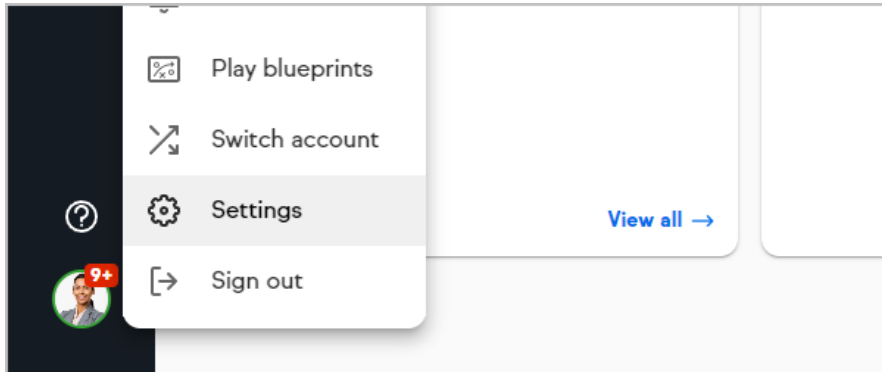 Play blueprints
Switch account
Settings
View all →
Sign out
9+